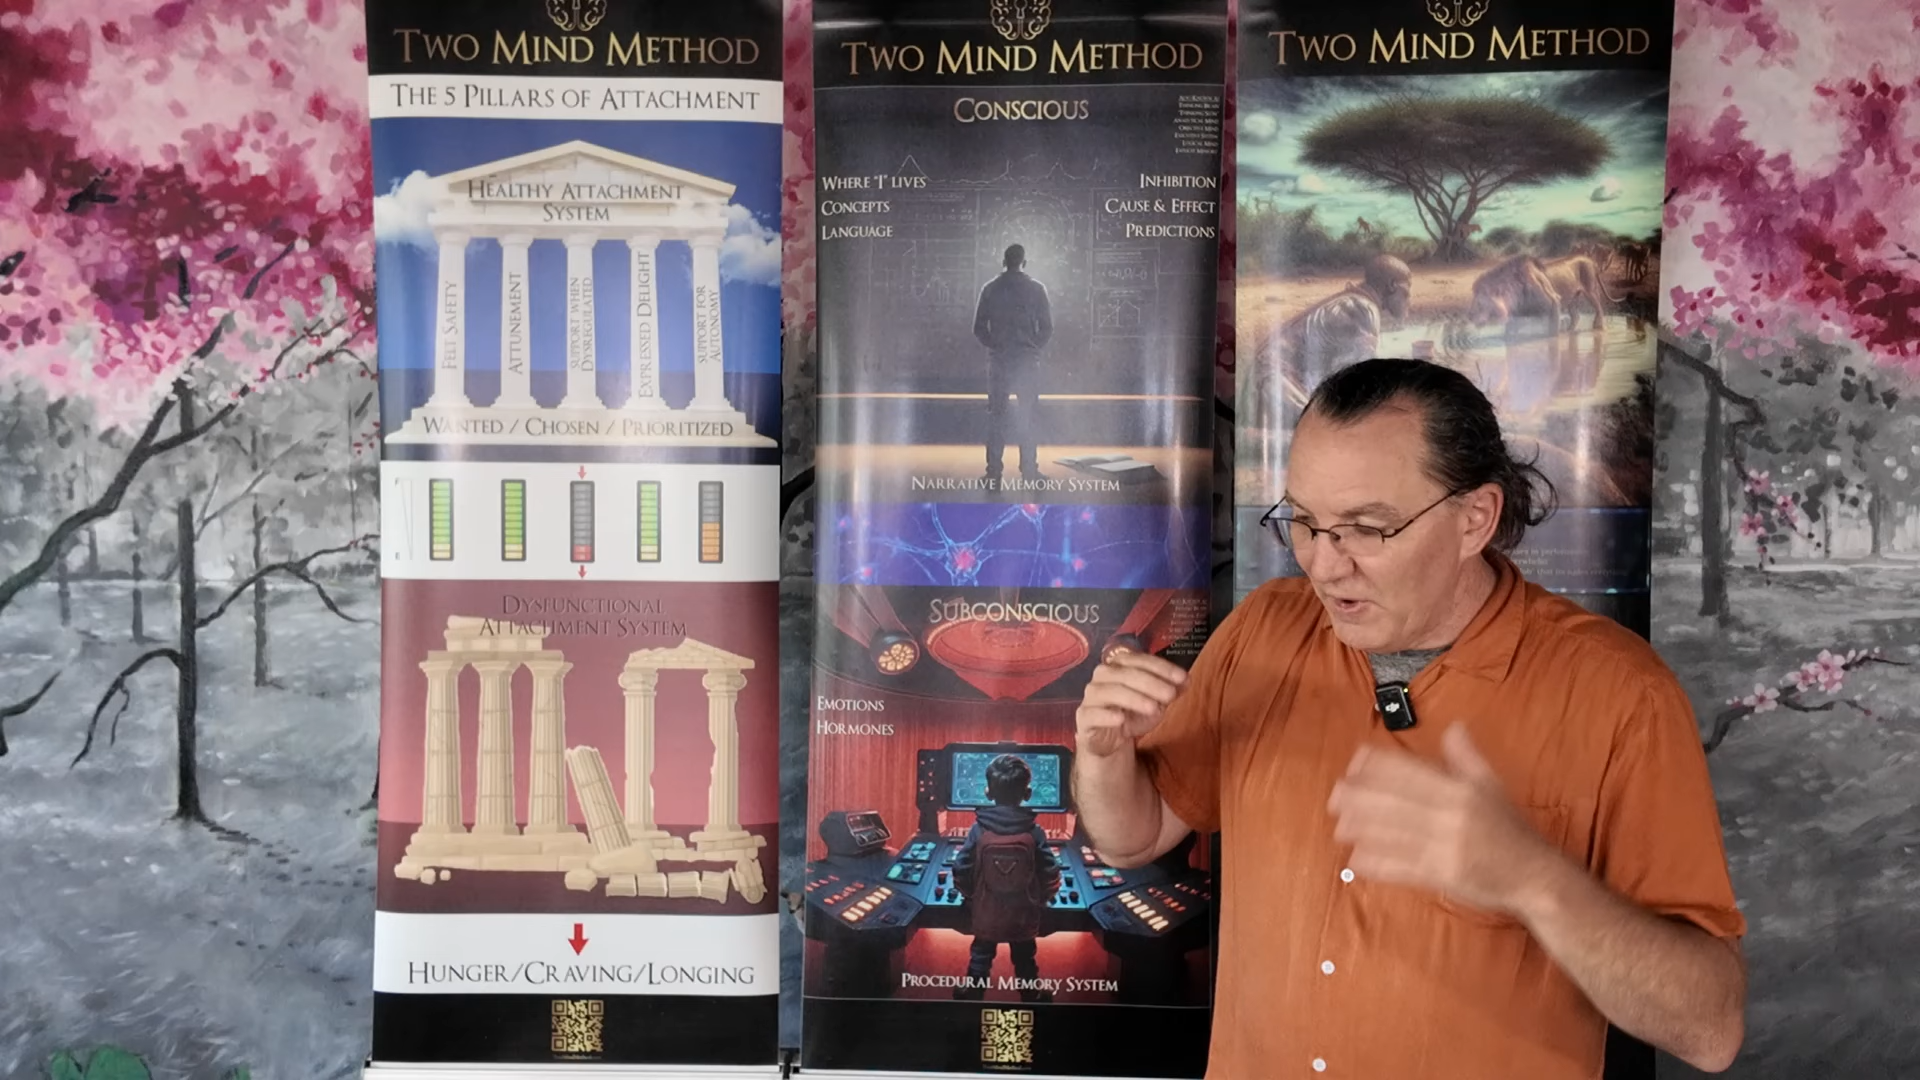 TWO MIND METHOD
THE 5 PILLARS OF ATTACHMENT
HEALTHY ATTACHMENT
SYSTEM
FELT SAFETY
ATTUNEMENT
SUPPORT WHEN
DYSREGULATED
EXPRESSED DELIGHT
SUPPORT FOR
AUTONOMY
WANTED / CHOSEN / PRIORITIZED
DYSFUNCTIONAL
ATTACHMENT SYSTEM
HUNGER/CRAVING/LONGING
TWO MIND METHOD
CONSCIOUS
WHERE "I" LIVES
CONCEPTS
LANGUAGE
INHIBITION
CAUSE & EFFECT
PREDICTIONS
NARRATIVE MEMORY SYSTEM
SUBCONSCIOUS
EMOTIONS
HORMONES
PROCEDURAL MEMORY SYSTEM
TWO MIND METHOD